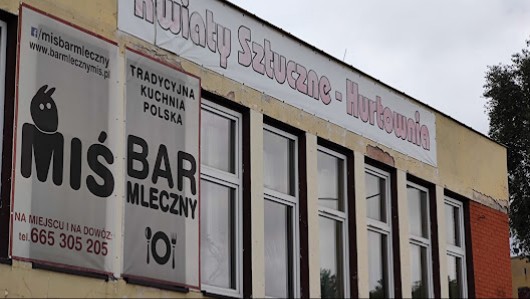 Kwiaty Sztuczne - Hurtownia
/misbarmleczny
www.barmlecznymis.pl
MIŚ
NA MIEJSCU I NA DOWÓZ:
tel. 665 305 205
TRADYCYJNA
KUCHNIA
POLSKA
BAR
MLECZNY